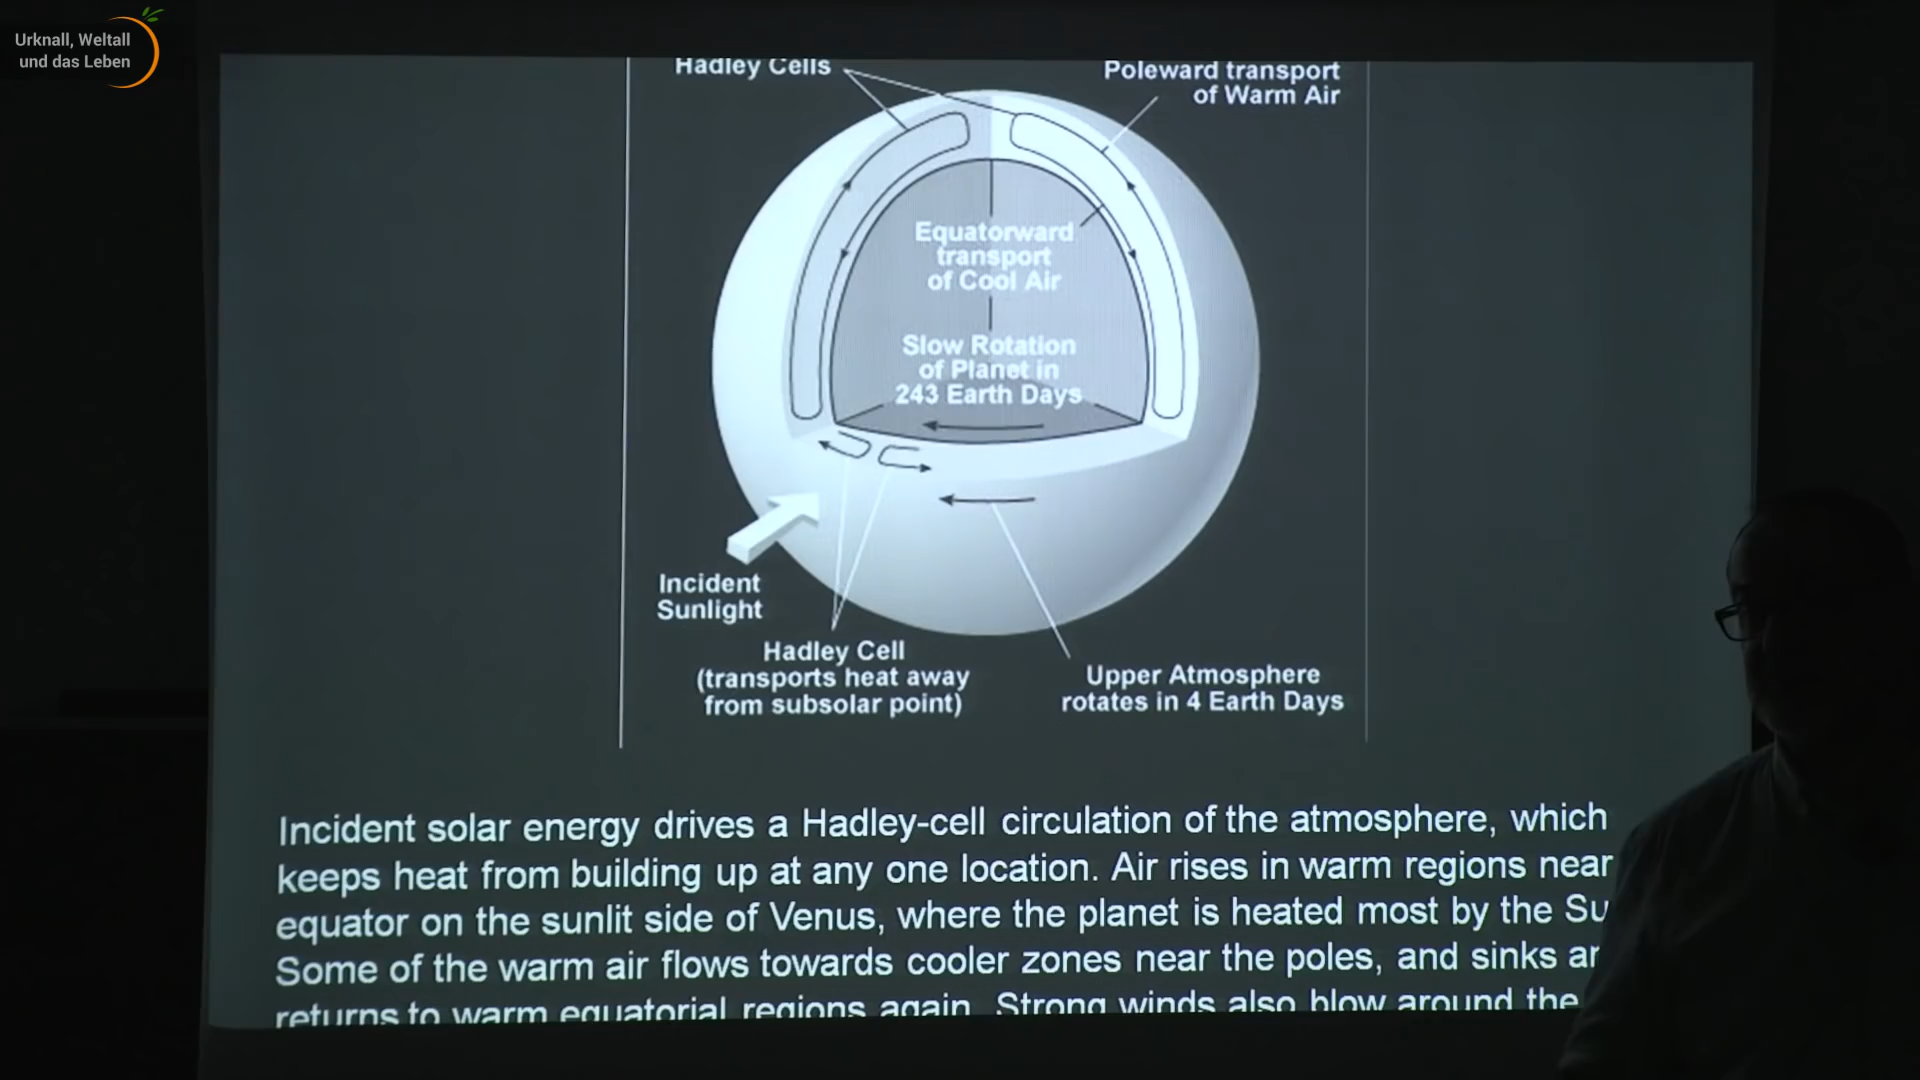 Urknall, Weltall
und das Leben
Hadley Cells
Poleward transport
of Warm Air
Equatorward
transport
of Cool Air
Slow Rotation
of Planet in
243 Earth Days
Incident
Sunlight
Hadley Cell
(transports heat away
from subsolar point)
Upper Atmosphere
rotates in 4 Earth Days
Incident solar energy drives a Hadley-cell circulation of the atmosphere, which
keeps heat from building up at any one location. Air rises in warm regions near
equator on the sunlit side of Venus, where the planet is heated most by the Su
Some of the warm air flows towards cooler zones near the poles, and sinks ar
returns to warm equatorial regions again. Strong winds also blow around the